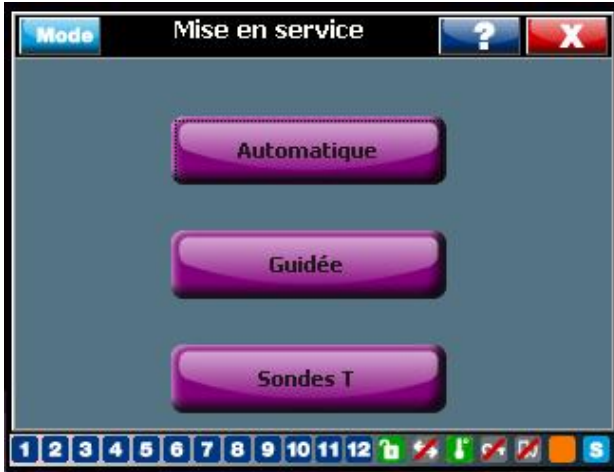 Mode Mise en service ? X
Automatique
Guidée
Sondes T
1 2 3 4 5 6 7 8 9 10 11 12 S